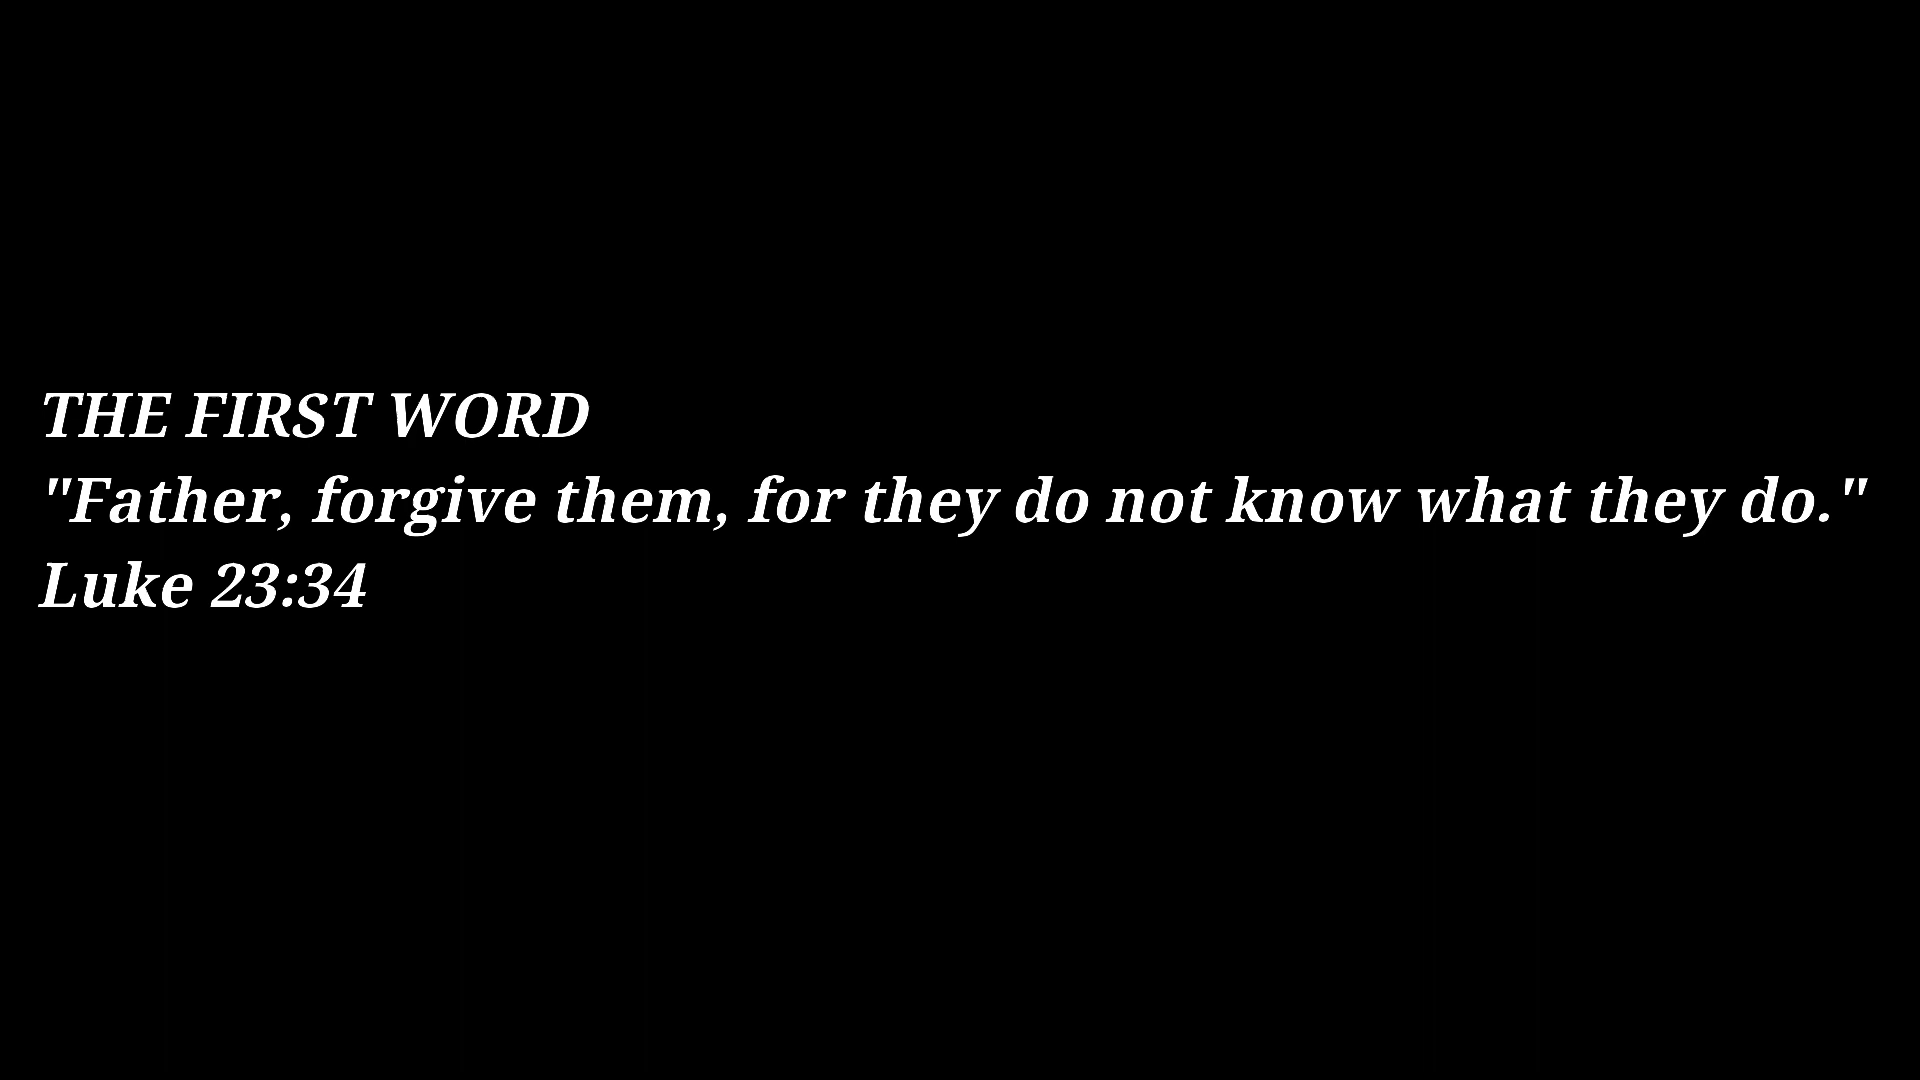 THE FIRST WORD
"Father, forgive them, for they do not know what they do."
Luke 23:34